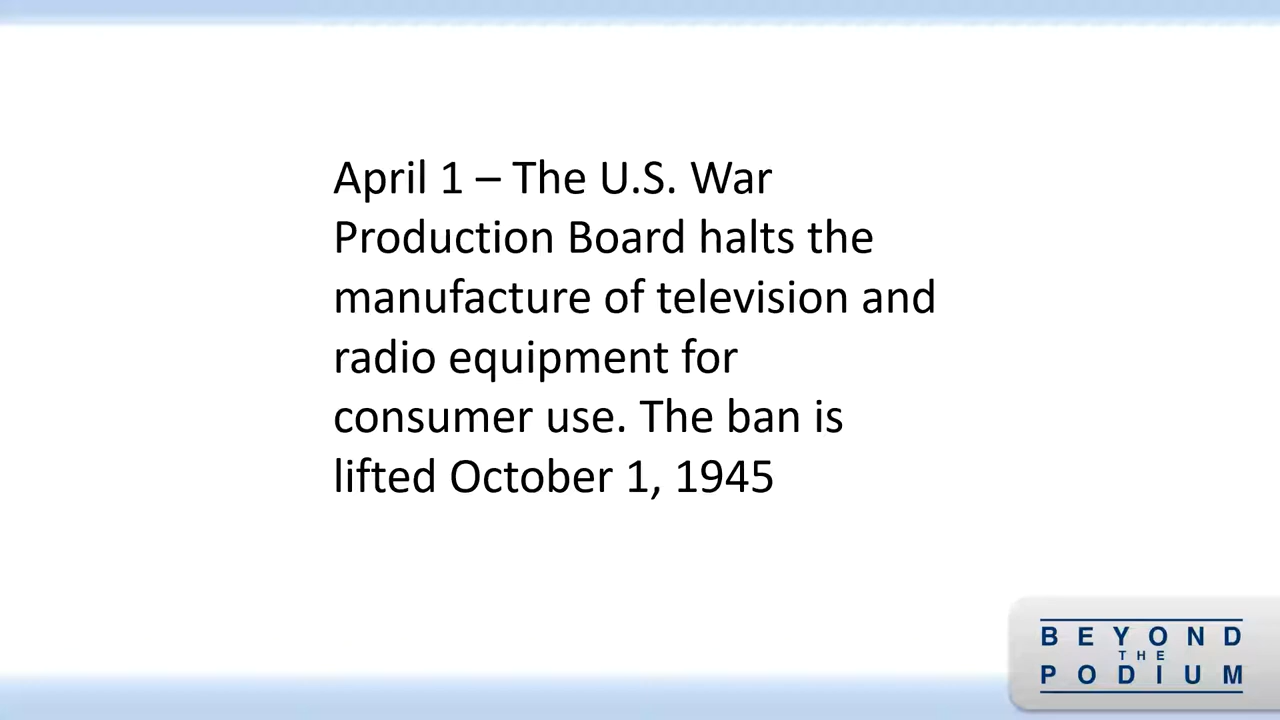 April 1 – The U.S. War
Production Board halts the
manufacture of television and
radio equipment for
consumer use. The ban is
lifted October 1, 1945
BEYOND
THE
PODIUM